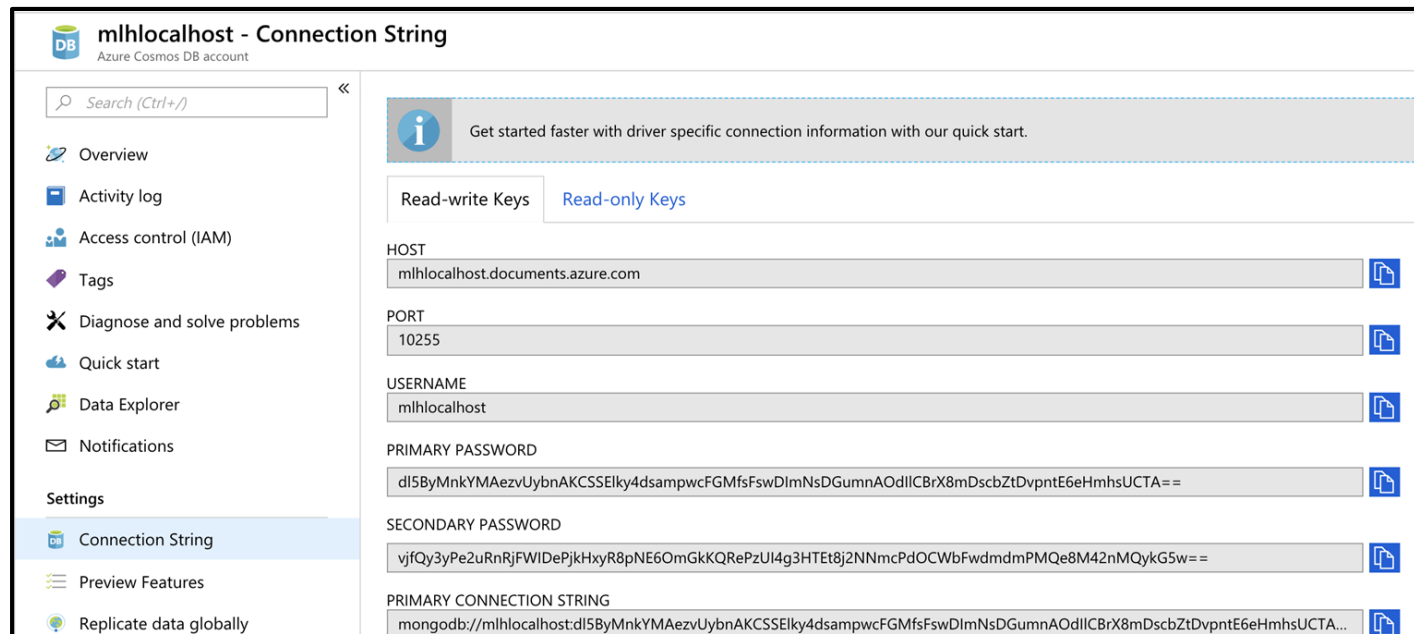 mlhlocalhost - Connection String
Azure Cosmos DB account
Search (Ctrl+/)
«
Overview
Activity log
Access control (IAM)
Tags
Diagnose and solve problems
Quick start
Data Explorer
Notifications
Settings
Connection String
Preview Features
Replicate data globally
Get started faster with driver specific connection information with our quick start.
Read-write Keys
Read-only Keys
HOST
mlhlocalhost.documents.azure.com
PORT
10255
USERNAME
mlhlocalhost
PRIMARY PASSWORD
dl5ByMnkYMAezvUybnAKCSSElky4dsampwcFGMfsFswDImNsDGumnAOdIlCBrX8mDscbZtDvpntE6eHmhsUCTA==
SECONDARY PASSWORD
vjfQy3yPe2uRnRjFWIDePjkHxyR8pNE6OmGkKQRePzUI4g3HTEt8j2NNmcPdOCWbFwdmdmPMQe8M42nMQykG5w==
PRIMARY CONNECTION STRING
mongodb://mlhlocalhost:dl5ByMnkYMAezvUybnAKCSSElky4dsampwcFGMfsFswDImNsDGumnAOdIlCBrX8mDscbZtDvpntE6eHmhsUCTA...